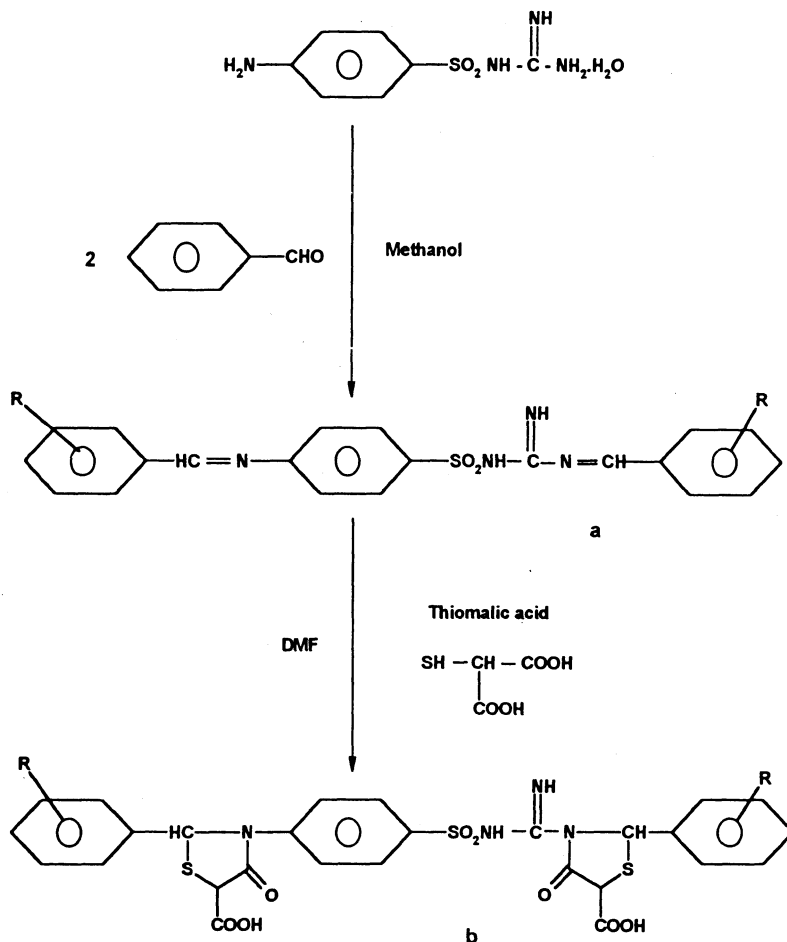 NH
H₂N SO₂ NH - C - NH₂.H₂O
2 CHO Methanol
R NH R
HC = N SO₂NH C N = CH
a
Thiomalic acid
DMF
SH - CH - COOH
COOH
R NH R
HC N SO₂NH C N CH
S O O S
COOH COOH
b